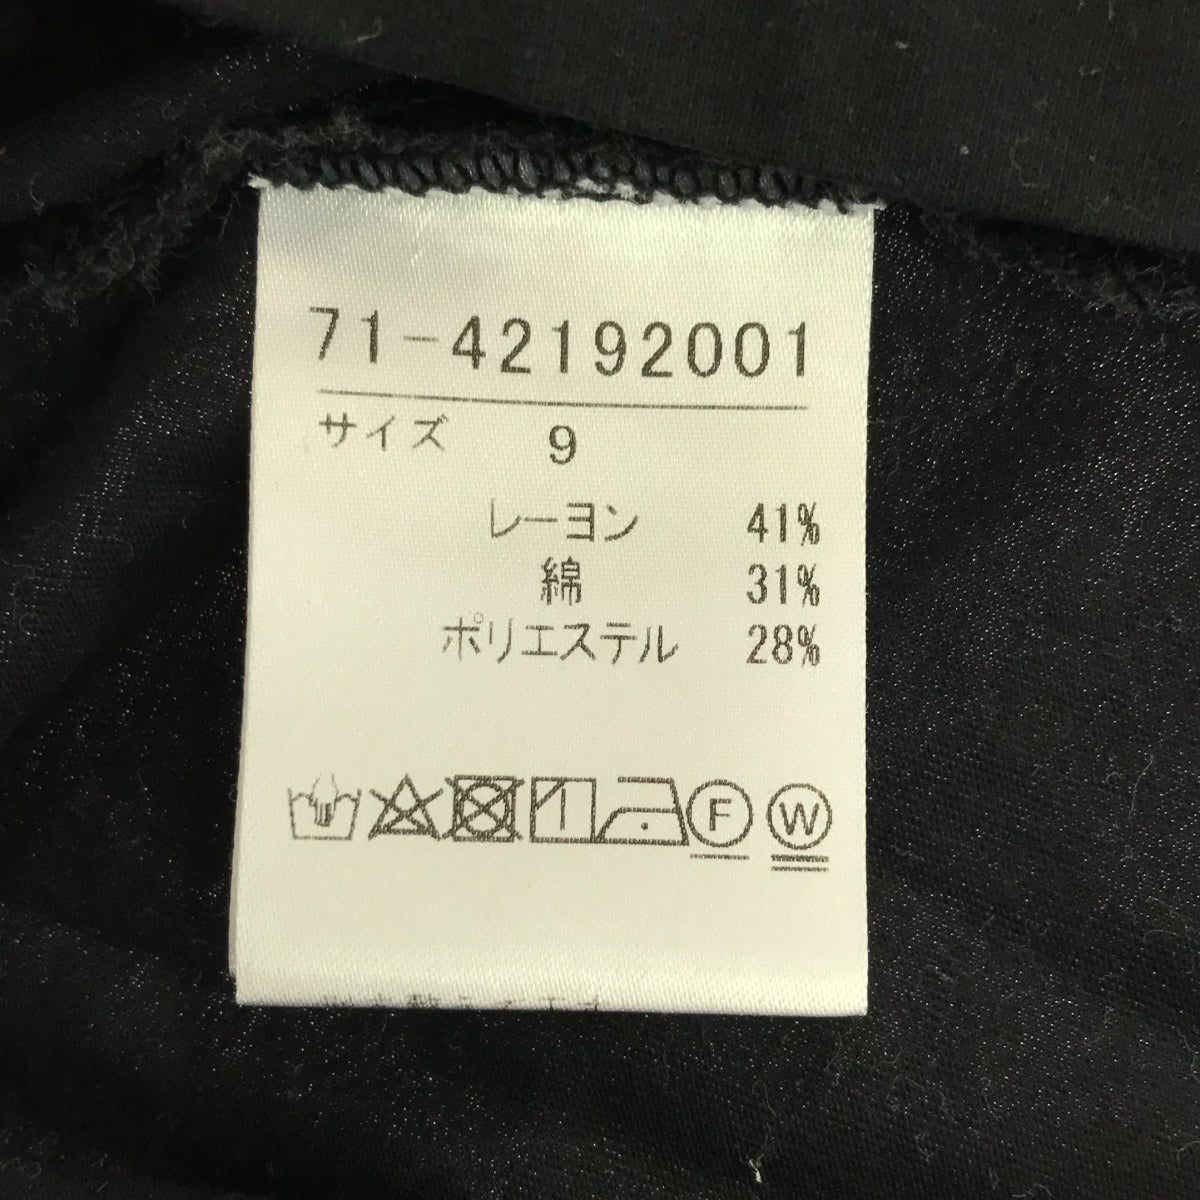 71-42192001
サイズ 9
レーヨン 41%
綿 31%
ポリエステル 28%
F W